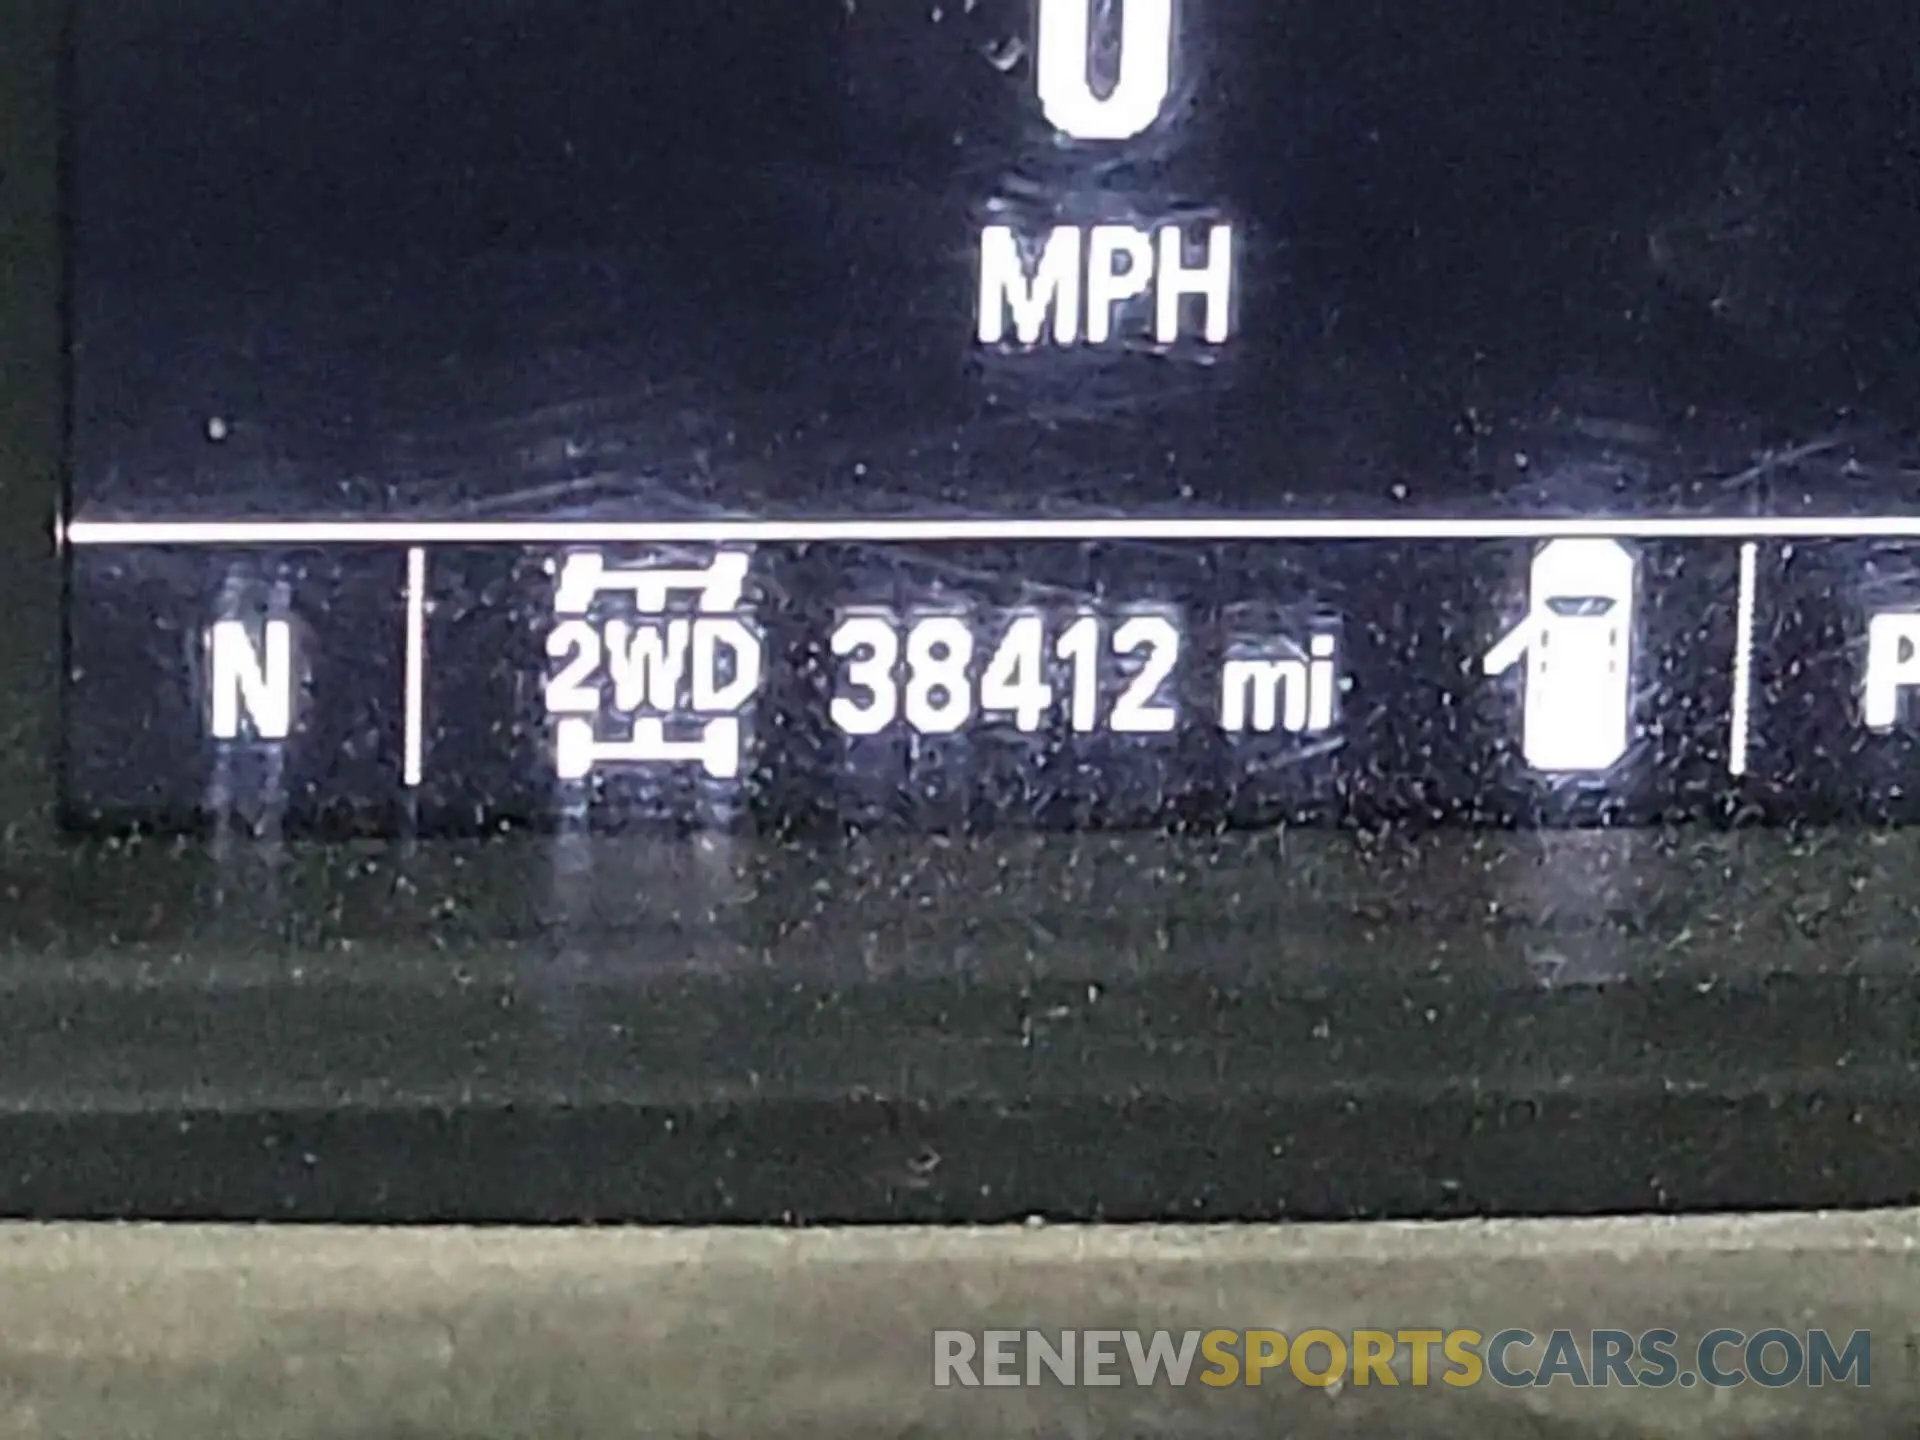 0
MPH
N 2WD 38412 mi P
RENEWSPORTSCARS.COM